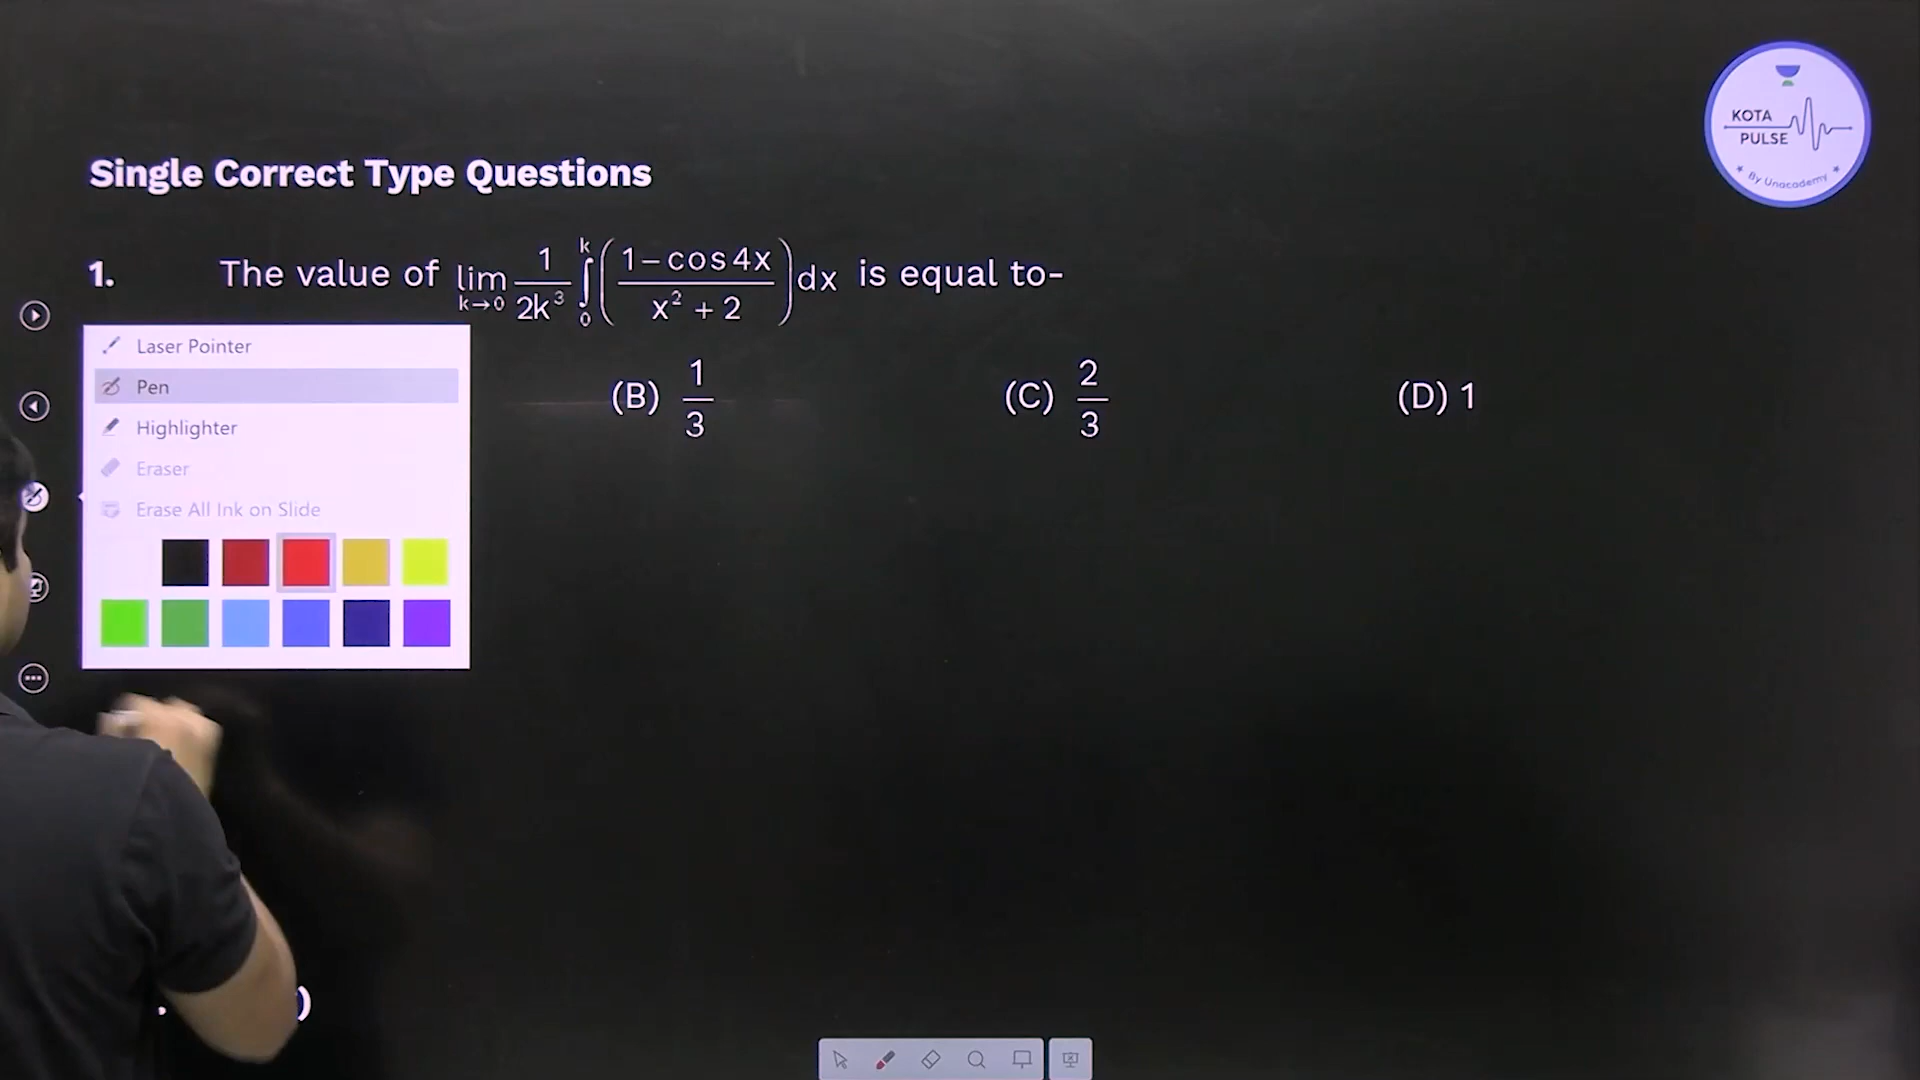 KOTA
PULSE
★ By Unacademy ★
Single Correct Type Questions
1. The value of lim k→0 1/2k³ ∫₀ᵏ ((1−cos4x)/(x² + 2)) dx is equal to-
(B) 1/3 (C) 2/3 (D) 1
Laser Pointer
Pen
Highlighter
Eraser
Erase All Ink on Slide